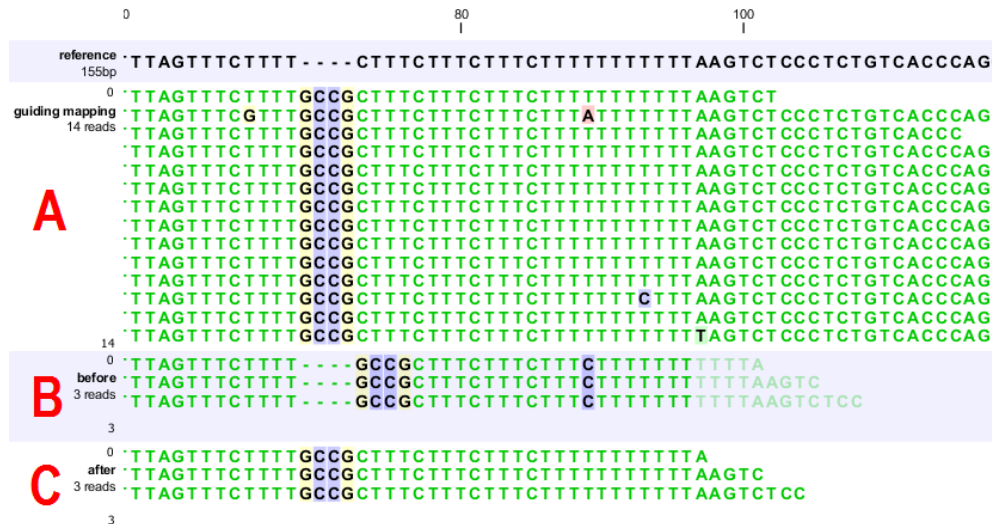 0 80 100
reference TTAGTTTCTTTT----CTTTCTTTCTTTCTTTTTTTTTTTAAGTCTCCCTCTGTCACCCAG
155bp
0 TTAGTTTCTTTTGCCGCTTTCTTTCTTTCTTTTTTTTTTTAAGTCT
guiding mapping TTAGTTTCGTTTGCCGCTTTCTTTCTTTCTTTATTTTTTTAAGTCTCCCTCTGTCACCCAG
14 reads TTAGTTTCTTTTGCCGCTTTCTTTCTTTCTTTTTTTTTTTAAGTCTCCCTCTGTCACCC
TTAGTTTCTTTTGCCGCTTTCTTTCTTTCTTTTTTTTTTTAAGTCTCCCTCTGTCACCCAG
TTAGTTTCTTTTGCCGCTTTCTTTCTTTCTTTTTTTTTTTAAGTCTCCCTCTGTCACCCAG
TTAGTTTCTTTTGCCGCTTTCTTTCTTTCTTTTTTTTTTTAAGTCTCCCTCTGTCACCCAG
A TTAGTTTCTTTTGCCGCTTTCTTTCTTTCTTTTTTTTTTTAAGTCTCCCTCTGTCACCCAG
TTAGTTTCTTTTGCCGCTTTCTTTCTTTCTTTTTTTTTTTAAGTCTCCCTCTGTCACCCAG
TTAGTTTCTTTTGCCGCTTTCTTTCTTTCTTTTTTTTTTTAAGTCTCCCTCTGTCACCCAG
TTAGTTTCTTTTGCCGCTTTCTTTCTTTCTTTTTTTTTTTAAGTCTCCCTCTGTCACCCAG
TTAGTTTCTTTTGCCGCTTTCTTTCTTTCTTTTTTTTTTTAAGTCTCCCTCTGTCACCCAG
TTAGTTTCTTTTGCCGCTTTCTTTCTTTCTTTTTTTCTTTAAGTCTCCCTCTGTCACCCAG
TTAGTTTCTTTTGCCGCTTTCTTTCTTTCTTTTTTTTTTTAAGTCTCCCTCTGTCACCCAG
14 TTAGTTTCTTTTGCCGCTTTCTTTCTTTCTTTTTTTTTTTTAGTCTCCCTCTGTCACCCAG
0 TTAGTTTCTTTT----GCCGCTTTCTTTCTTTCTTTTTTTTTTTA
B before TTAGTTTCTTTT----GCCGCTTTCTTTCTTTCTTTTTTTTTTTAAGTC
3 reads TTAGTTTCTTTT----GCCGCTTTCTTTCTTTCTTTTTTTTTTTAAGTCTCC
3
0 TTAGTTTCTTTTGCCGCTTTCTTTCTTTCTTTTTTTTTTTA
C after TTAGTTTCTTTTGCCGCTTTCTTTCTTTCTTTTTTTTTTTAAGTC
3 reads TTAGTTTCTTTTGCCGCTTTCTTTCTTTCTTTTTTTTTTTAAGTCTCC
3